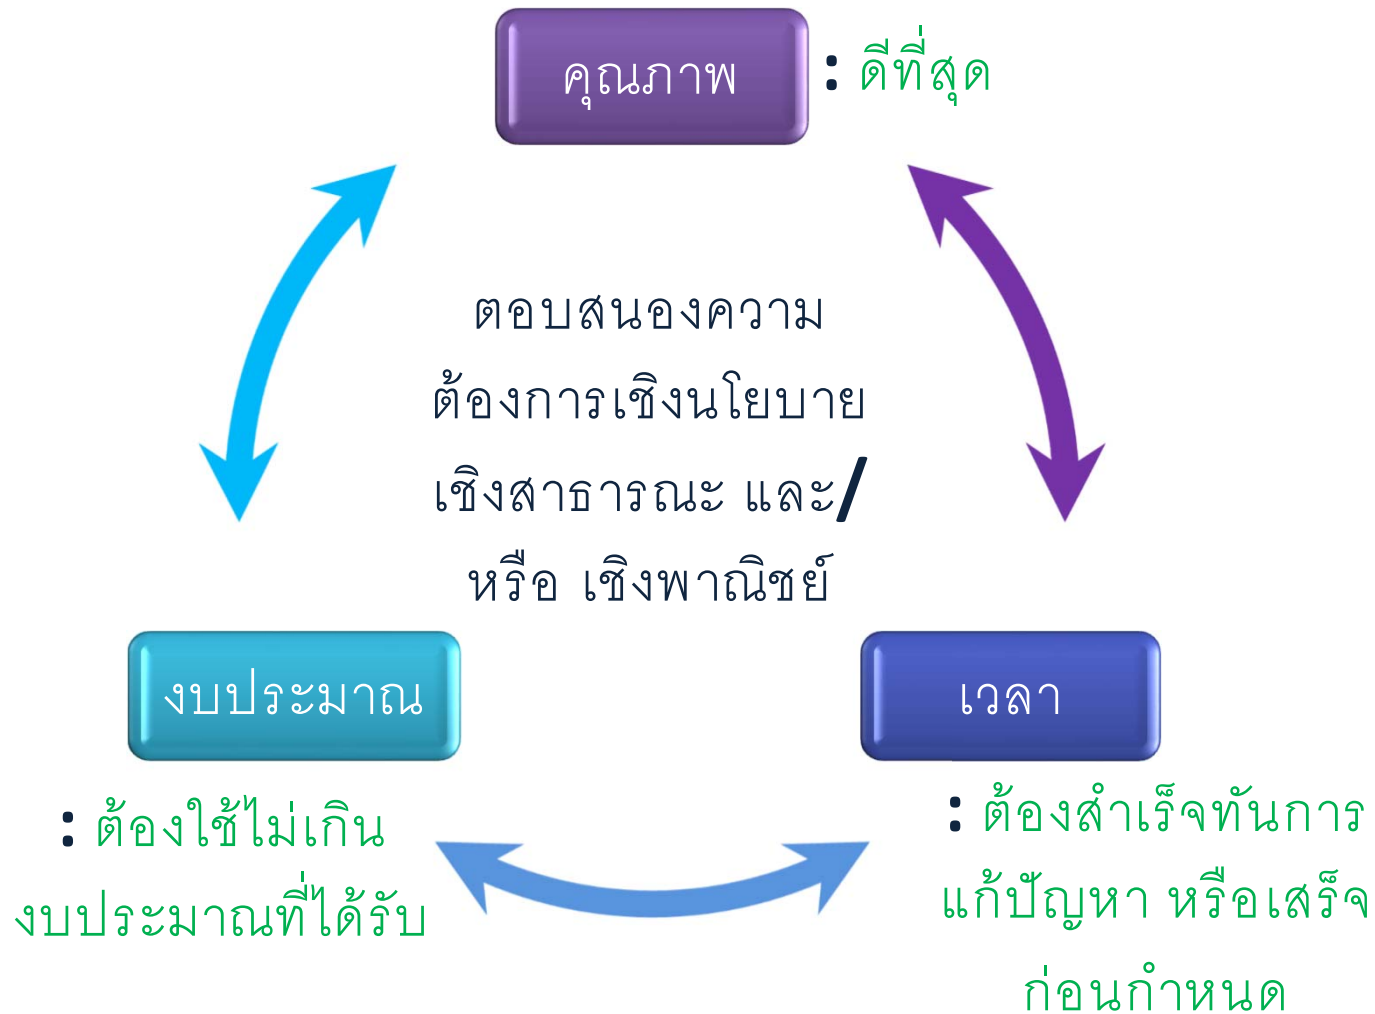 คุณภาพ : ดีที่สุด
ตอบสนองความ
ต้องการเชิงนโยบาย
เชิงสาธารณะ และ/
หรือ เชิงพาณิชย์
งบประมาณ
: ต้องใช้ไม่เกิน
งบประมาณที่ได้รับ
เวลา
: ต้องสำเร็จทันการ
แก้ปัญหา หรือเสร็จ
ก่อนกำหนด